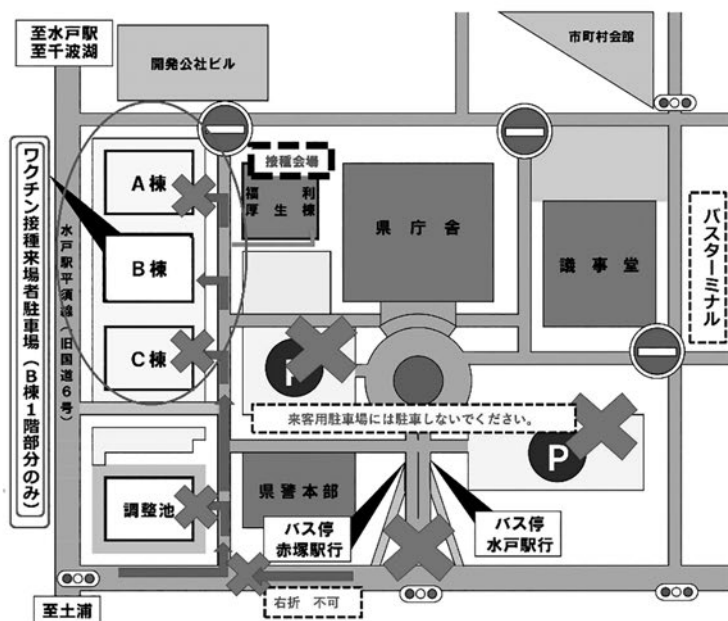 至水戸駅
至千波湖
開発公社ビル
市町村会館
接種会場
福利
厚生棟
県庁舎
議事堂
バスターミナル
A棟
B棟
C棟
ワクチン接種来場者駐車場(B棟1階部分のみ)
水戸駅平須線(旧国道6号)
P
来客用駐車場には駐車しないでください。
P
調整池
県警本部
バス停
赤塚駅行
バス停
水戸駅行
右折 不可
至土浦